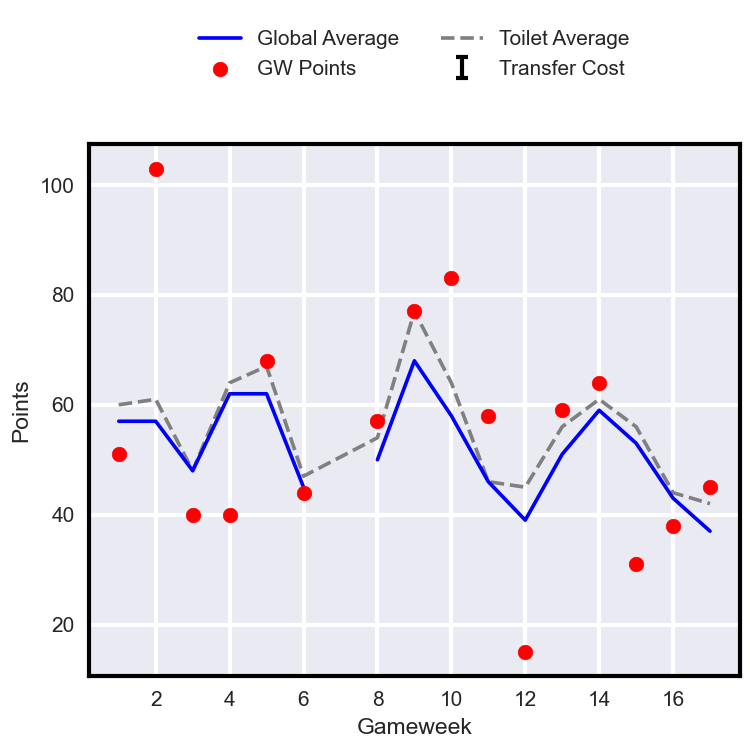 Global Average
Toilet Average
GW Points
Transfer Cost
100
80
60
40
20
Points
2 4 6 8 10 12 14 16
Gameweek